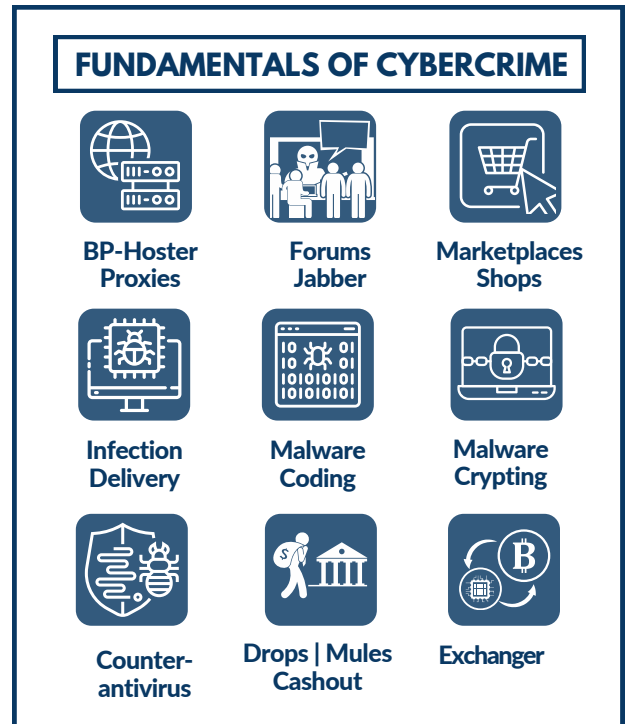 FUNDAMENTALS OF CYBERCRIME
BP-Hoster
Proxies
Forums
Jabber
Marketplaces
Shops
Infection
Delivery
Malware
Coding
Malware
Crypting
Counter-
antivirus
Drops | Mules
Cashout
Exchanger